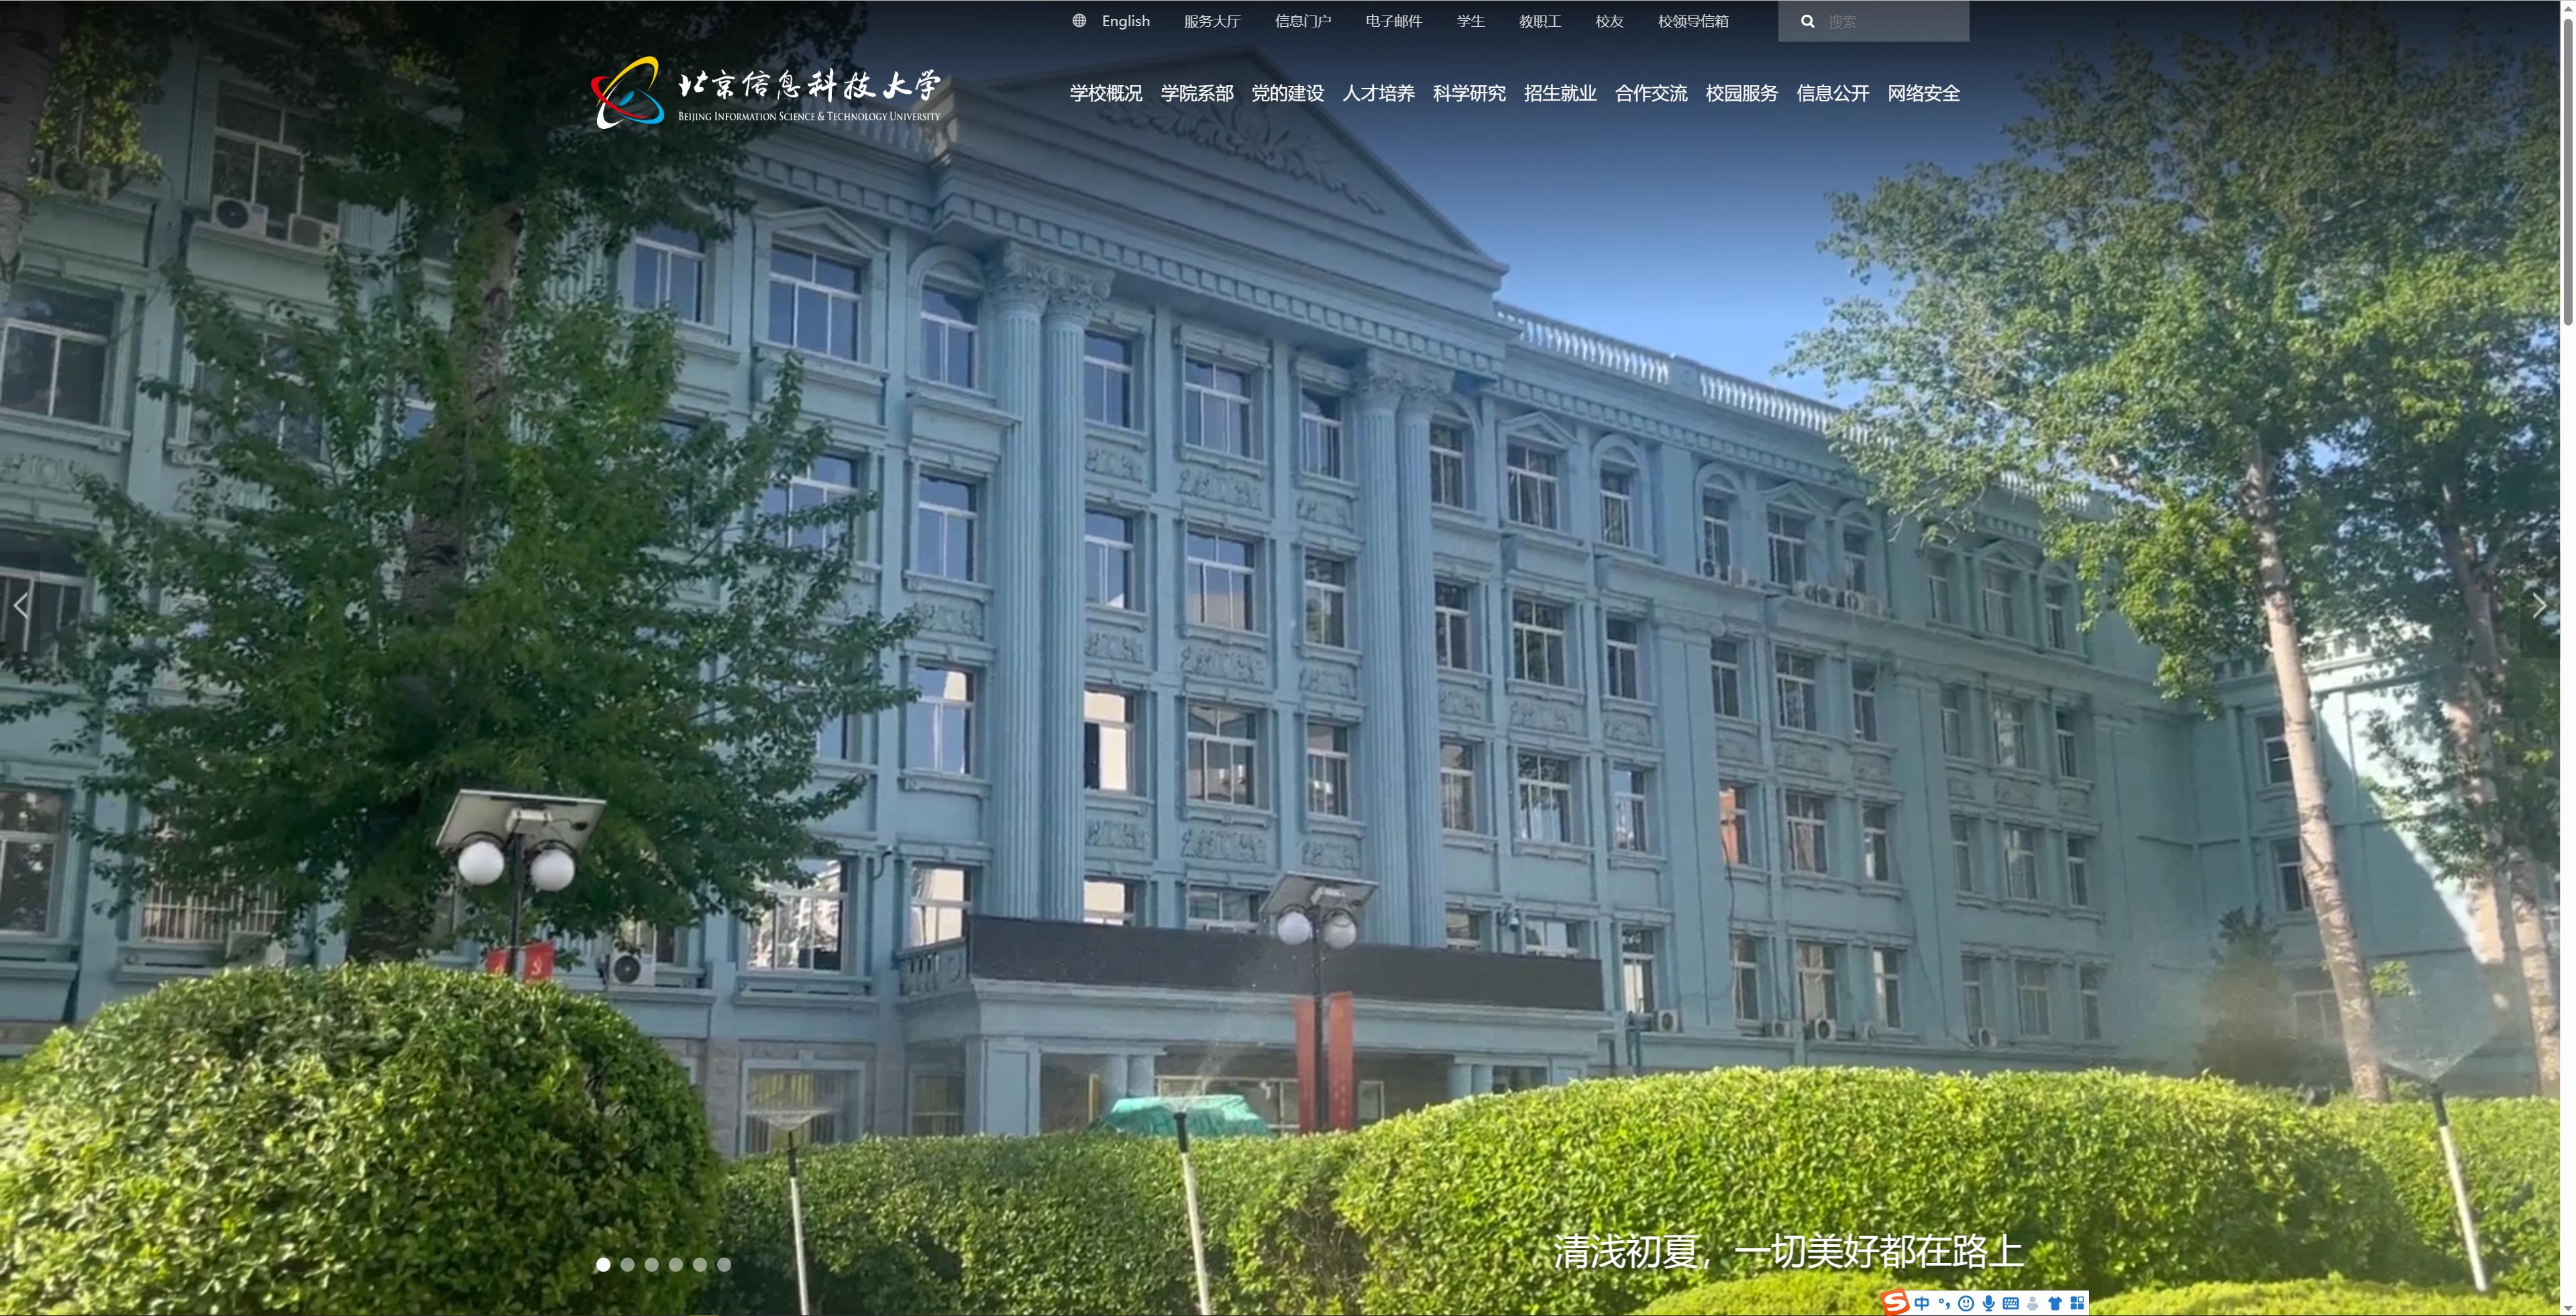 English 服务大厅 信息门户 电子邮件 学生 教职工 校友 校领导信箱 搜索
北京信息科技大学
BEIJING INFORMATION SCIENCE & TECHNOLOGY UNIVERSITY
学校概况 学院系部 党的建设 人才培养 科学研究 招生就业 合作交流 校园服务 信息公开 网络安全
清浅初夏，一切美好都在路上
中